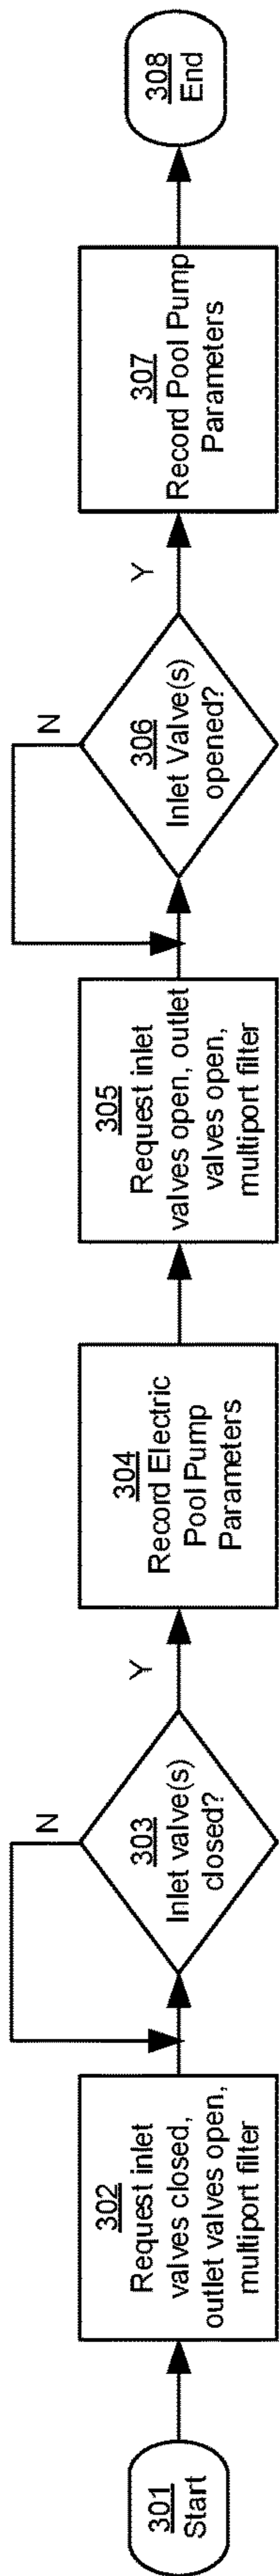 301
Start
302
Request inlet
valves closed,
outlet valves open,
multiport filter
N
303
Inlet valve(s)
closed?
Y
304
Record Electric
Pool Pump
Parameters
305
Request inlet
valves open, outlet
valves open,
multiport filter
N
306
Inlet Valve(s)
opened?
Y
307
Record Pool Pump
Parameters
308
End